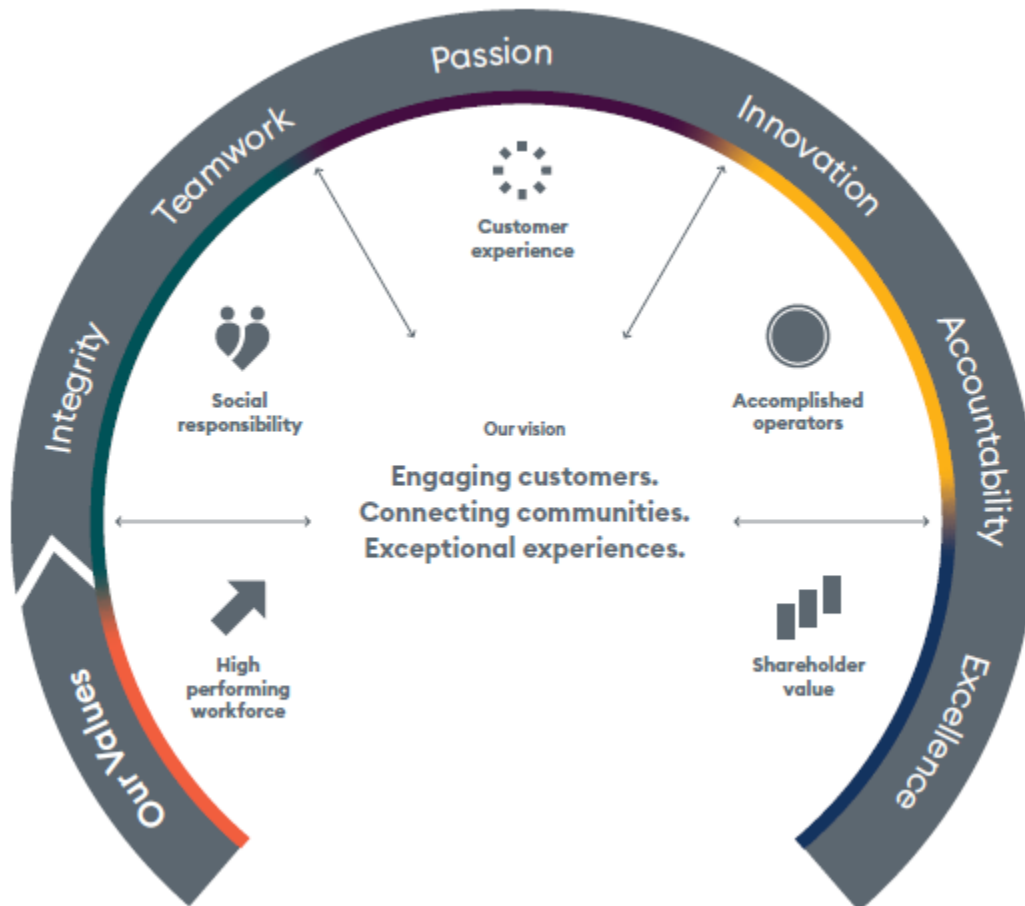 Our Values
Integrity
Teamwork
Passion
Innovation
Accountability
Excellence
Customer
experience
Social
responsibility
Accomplished
operators
Our vision
Engaging customers.
Connecting communities.
Exceptional experiences.
High
performing
workforce
Shareholder
value